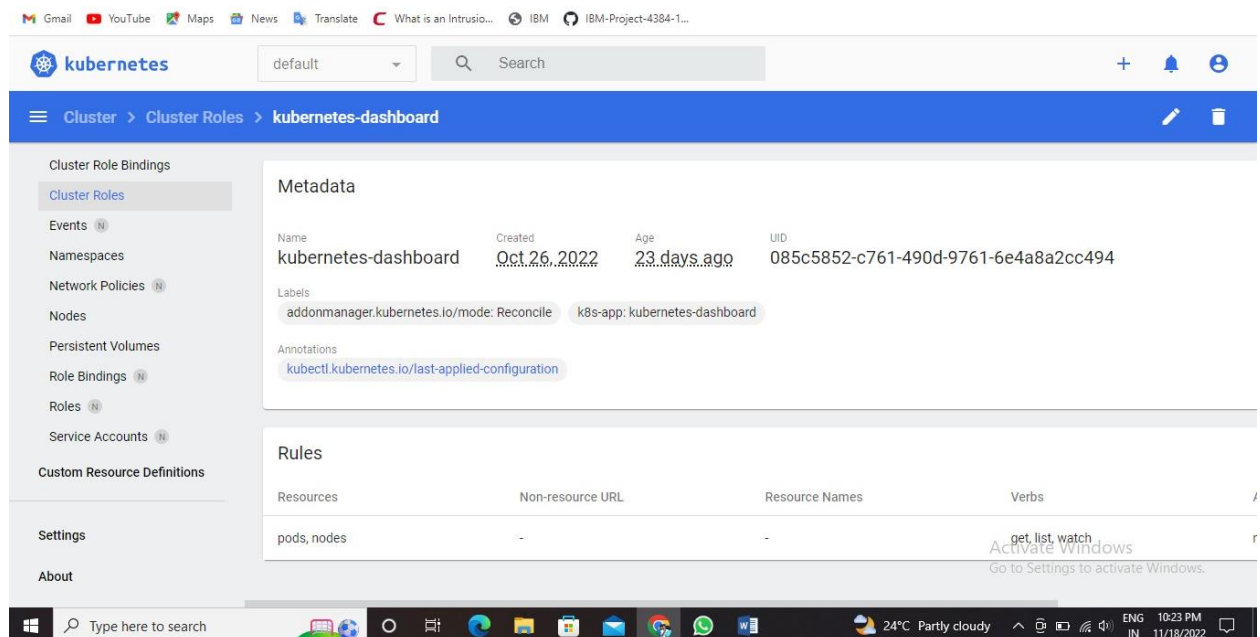 Gmail YouTube Maps News Translate What is an Intrusio... IBM IBM-Project-4384-1...
kubernetes default Search
Cluster > Cluster Roles > kubernetes-dashboard
Cluster Role Bindings
Cluster Roles
Events N
Namespaces
Network Policies N
Nodes
Persistent Volumes
Role Bindings N
Roles N
Service Accounts N
Custom Resource Definitions
Settings
About
Metadata
Name Created Age UID
kubernetes-dashboard Oct 26, 2022 23 days ago 085c5852-c761-490d-9761-6e4a8a2cc494
Labels
addonmanager.kubernetes.io/mode: Reconcile k8s-app: kubernetes-dashboard
Annotations
kubectl.kubernetes.io/last-applied-configuration
Rules
Resources Non-resource URL Resource Names Verbs
pods, nodes - - get, list, watch
Activate Windows
Go to Settings to activate Windows.
Type here to search 24°C Partly cloudy ENG 10:23 PM
IN 11/18/2022